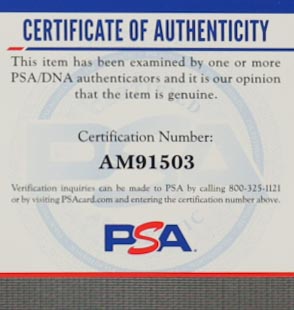 CERTIFICATE OF AUTHENTICITY
This item has been examined by one or more
PSA/DNA authenticators and it is our opinion
that the item is genuine.
Certification Number:
AM91503
Verification inquiries can be made to PSA by calling 800-325-1121
or by visiting PSAcard.com and entering the certification number above.
PSA